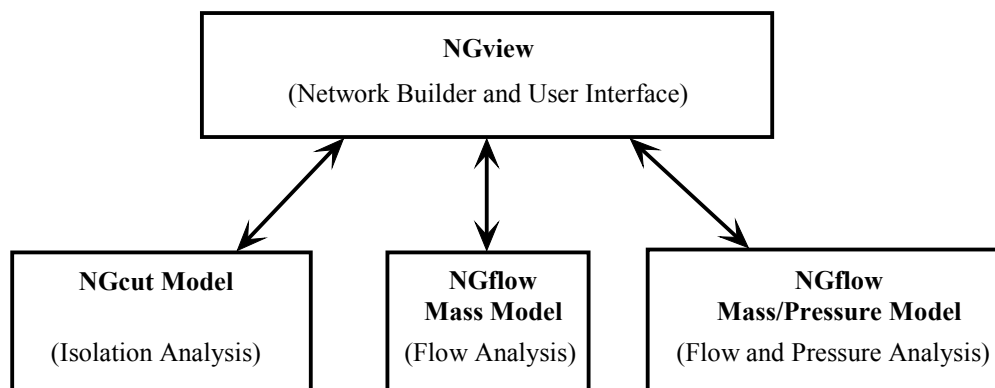 NGview
(Network Builder and User Interface)
NGcut Model
(Isolation Analysis)
NGflow
Mass Model
(Flow Analysis)
NGflow
Mass/Pressure Model
(Flow and Pressure Analysis)